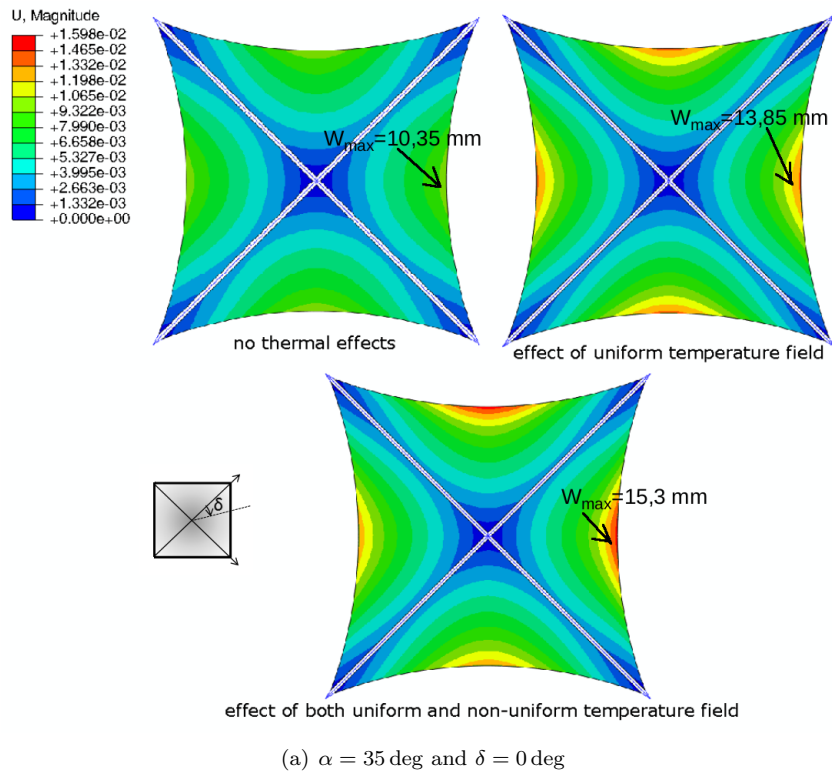 U, Magnitude
+1.598e-02
+1.465e-02
+1.332e-02
+1.198e-02
+1.065e-02
+9.322e-03
+7.990e-03
+6.658e-03
+5.327e-03
+3.995e-03
+2.663e-03
+1.332e-03
+0.000e+00
W_max=10,35 mm
W_max=13,85 mm
no thermal effects
effect of uniform temperature field
δ
W_max=15,3 mm
effect of both uniform and non-uniform temperature field
(a) α = 35 deg and δ = 0 deg